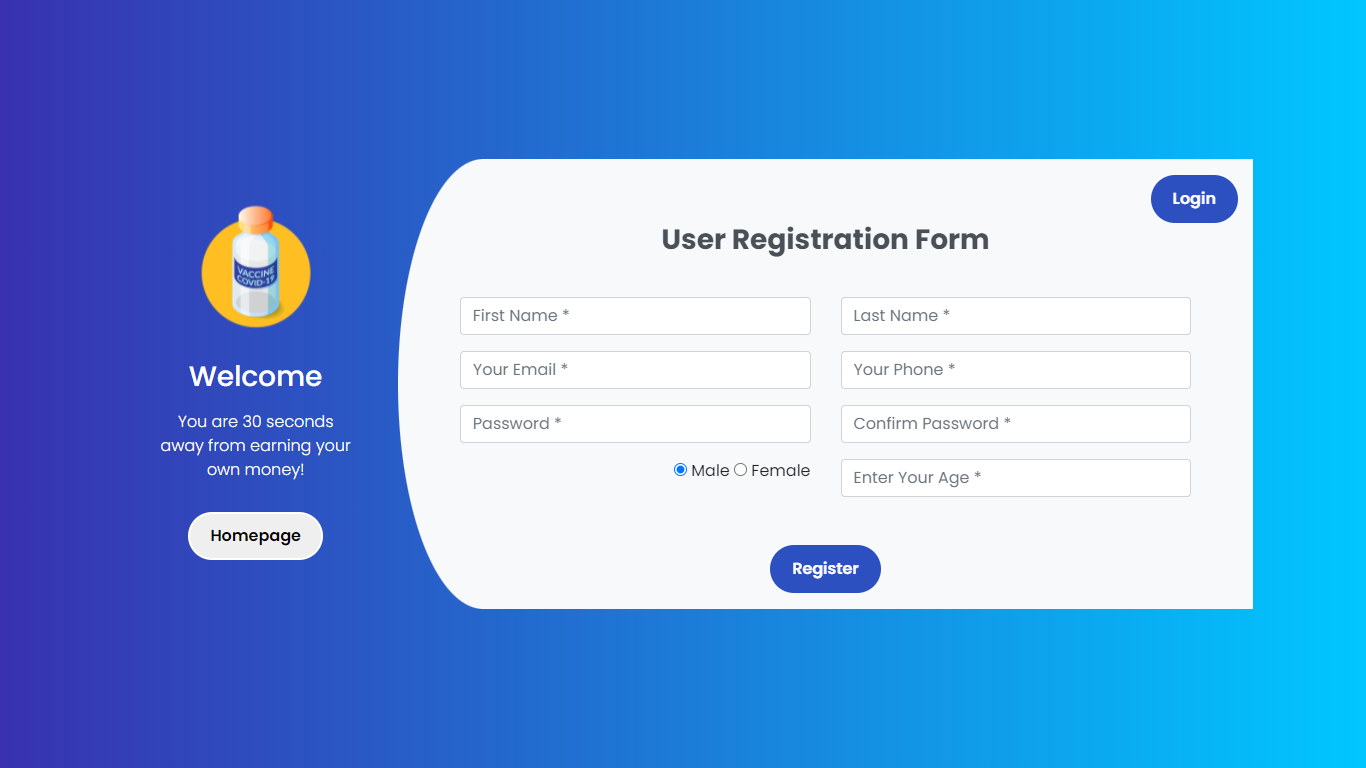 Login
User Registration Form
VACCINE
COVID-19
Welcome
You are 30 seconds
away from earning your
own money!
Homepage
First Name *
Last Name *
Your Email *
Your Phone *
Password *
Confirm Password *
Male Female
Enter Your Age *
Register